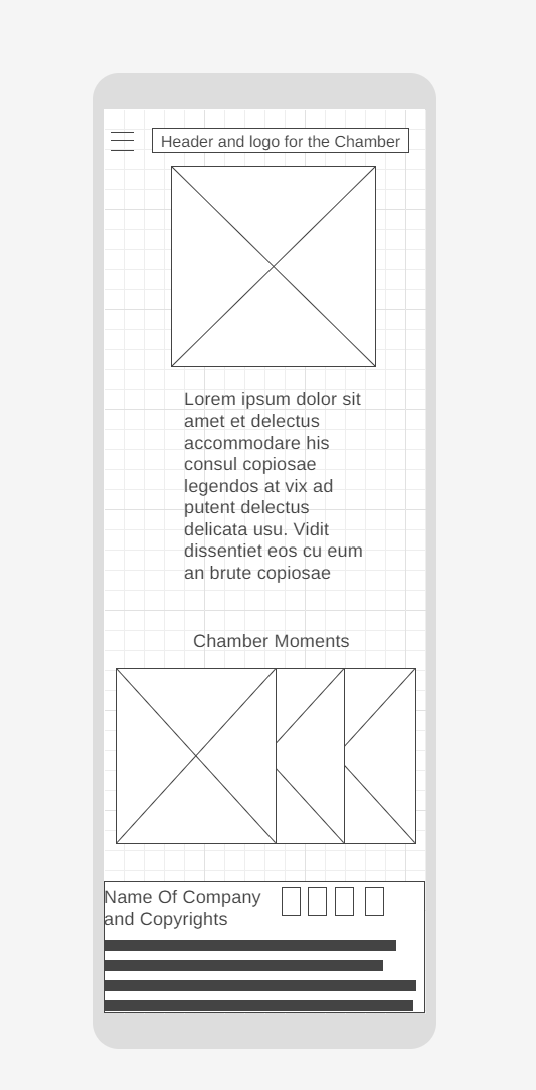 Header and logo for the Chamber
Lorem ipsum dolor sit
amet et delectus
accommodare his
consul copiosae
legendos at vix ad
putent delectus
delicata usu. Vidit
dissentiet eos cu eum
an brute copiosae
Chamber Moments
Name Of Company
and Copyrights